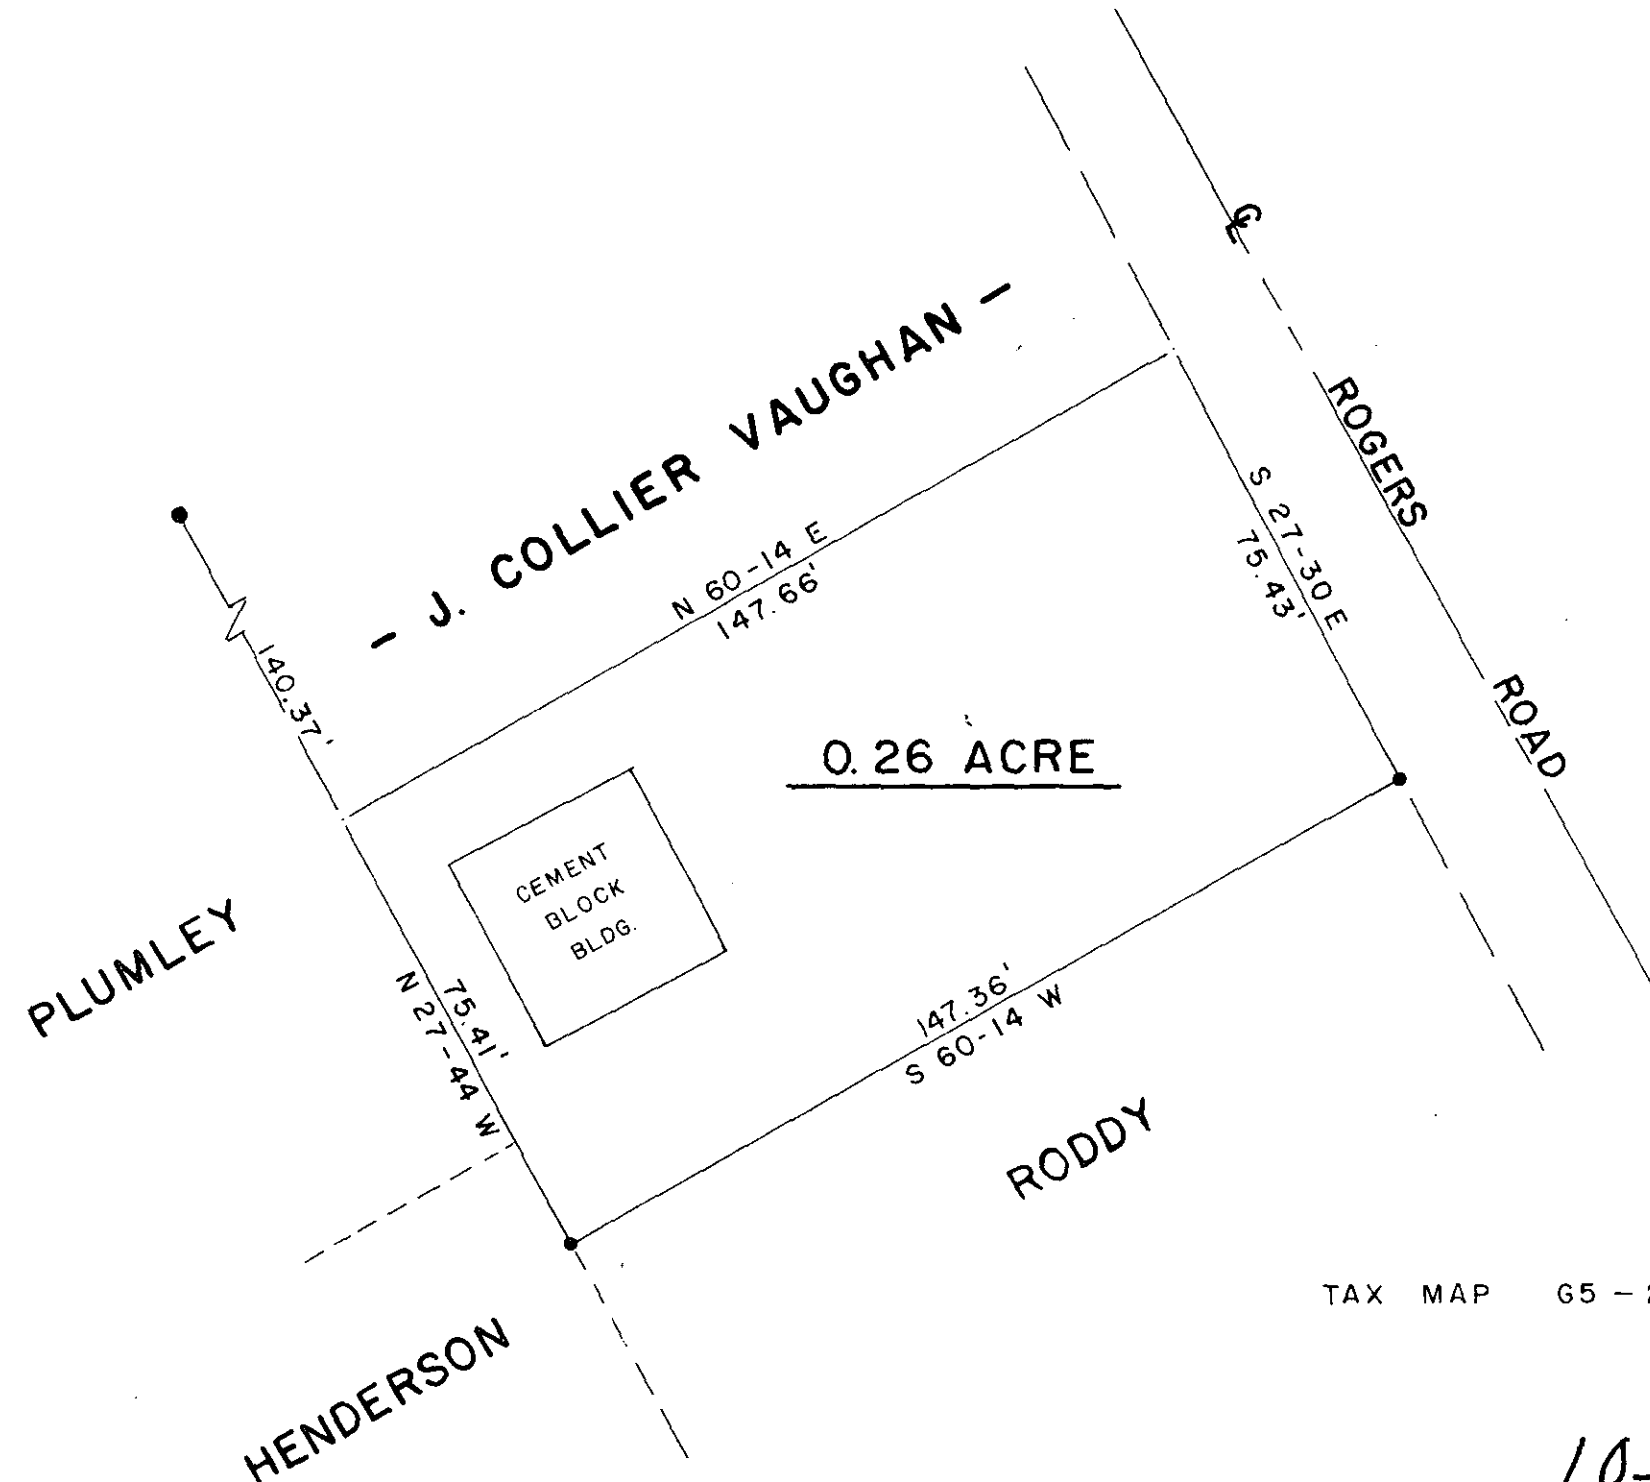 ℄
ROGERS ROAD
- J. COLLIER VAUGHAN -
N 60-14 E
147.66'
S 27-30 E
75.43'
140.37'
0.26 ACRE
CEMENT
BLOCK
BLDG.
PLUMLEY
75.41'
N 27-44 W
147.36'
S 60-14 W
RODDY
TAX MAP G5 -
HENDERSON